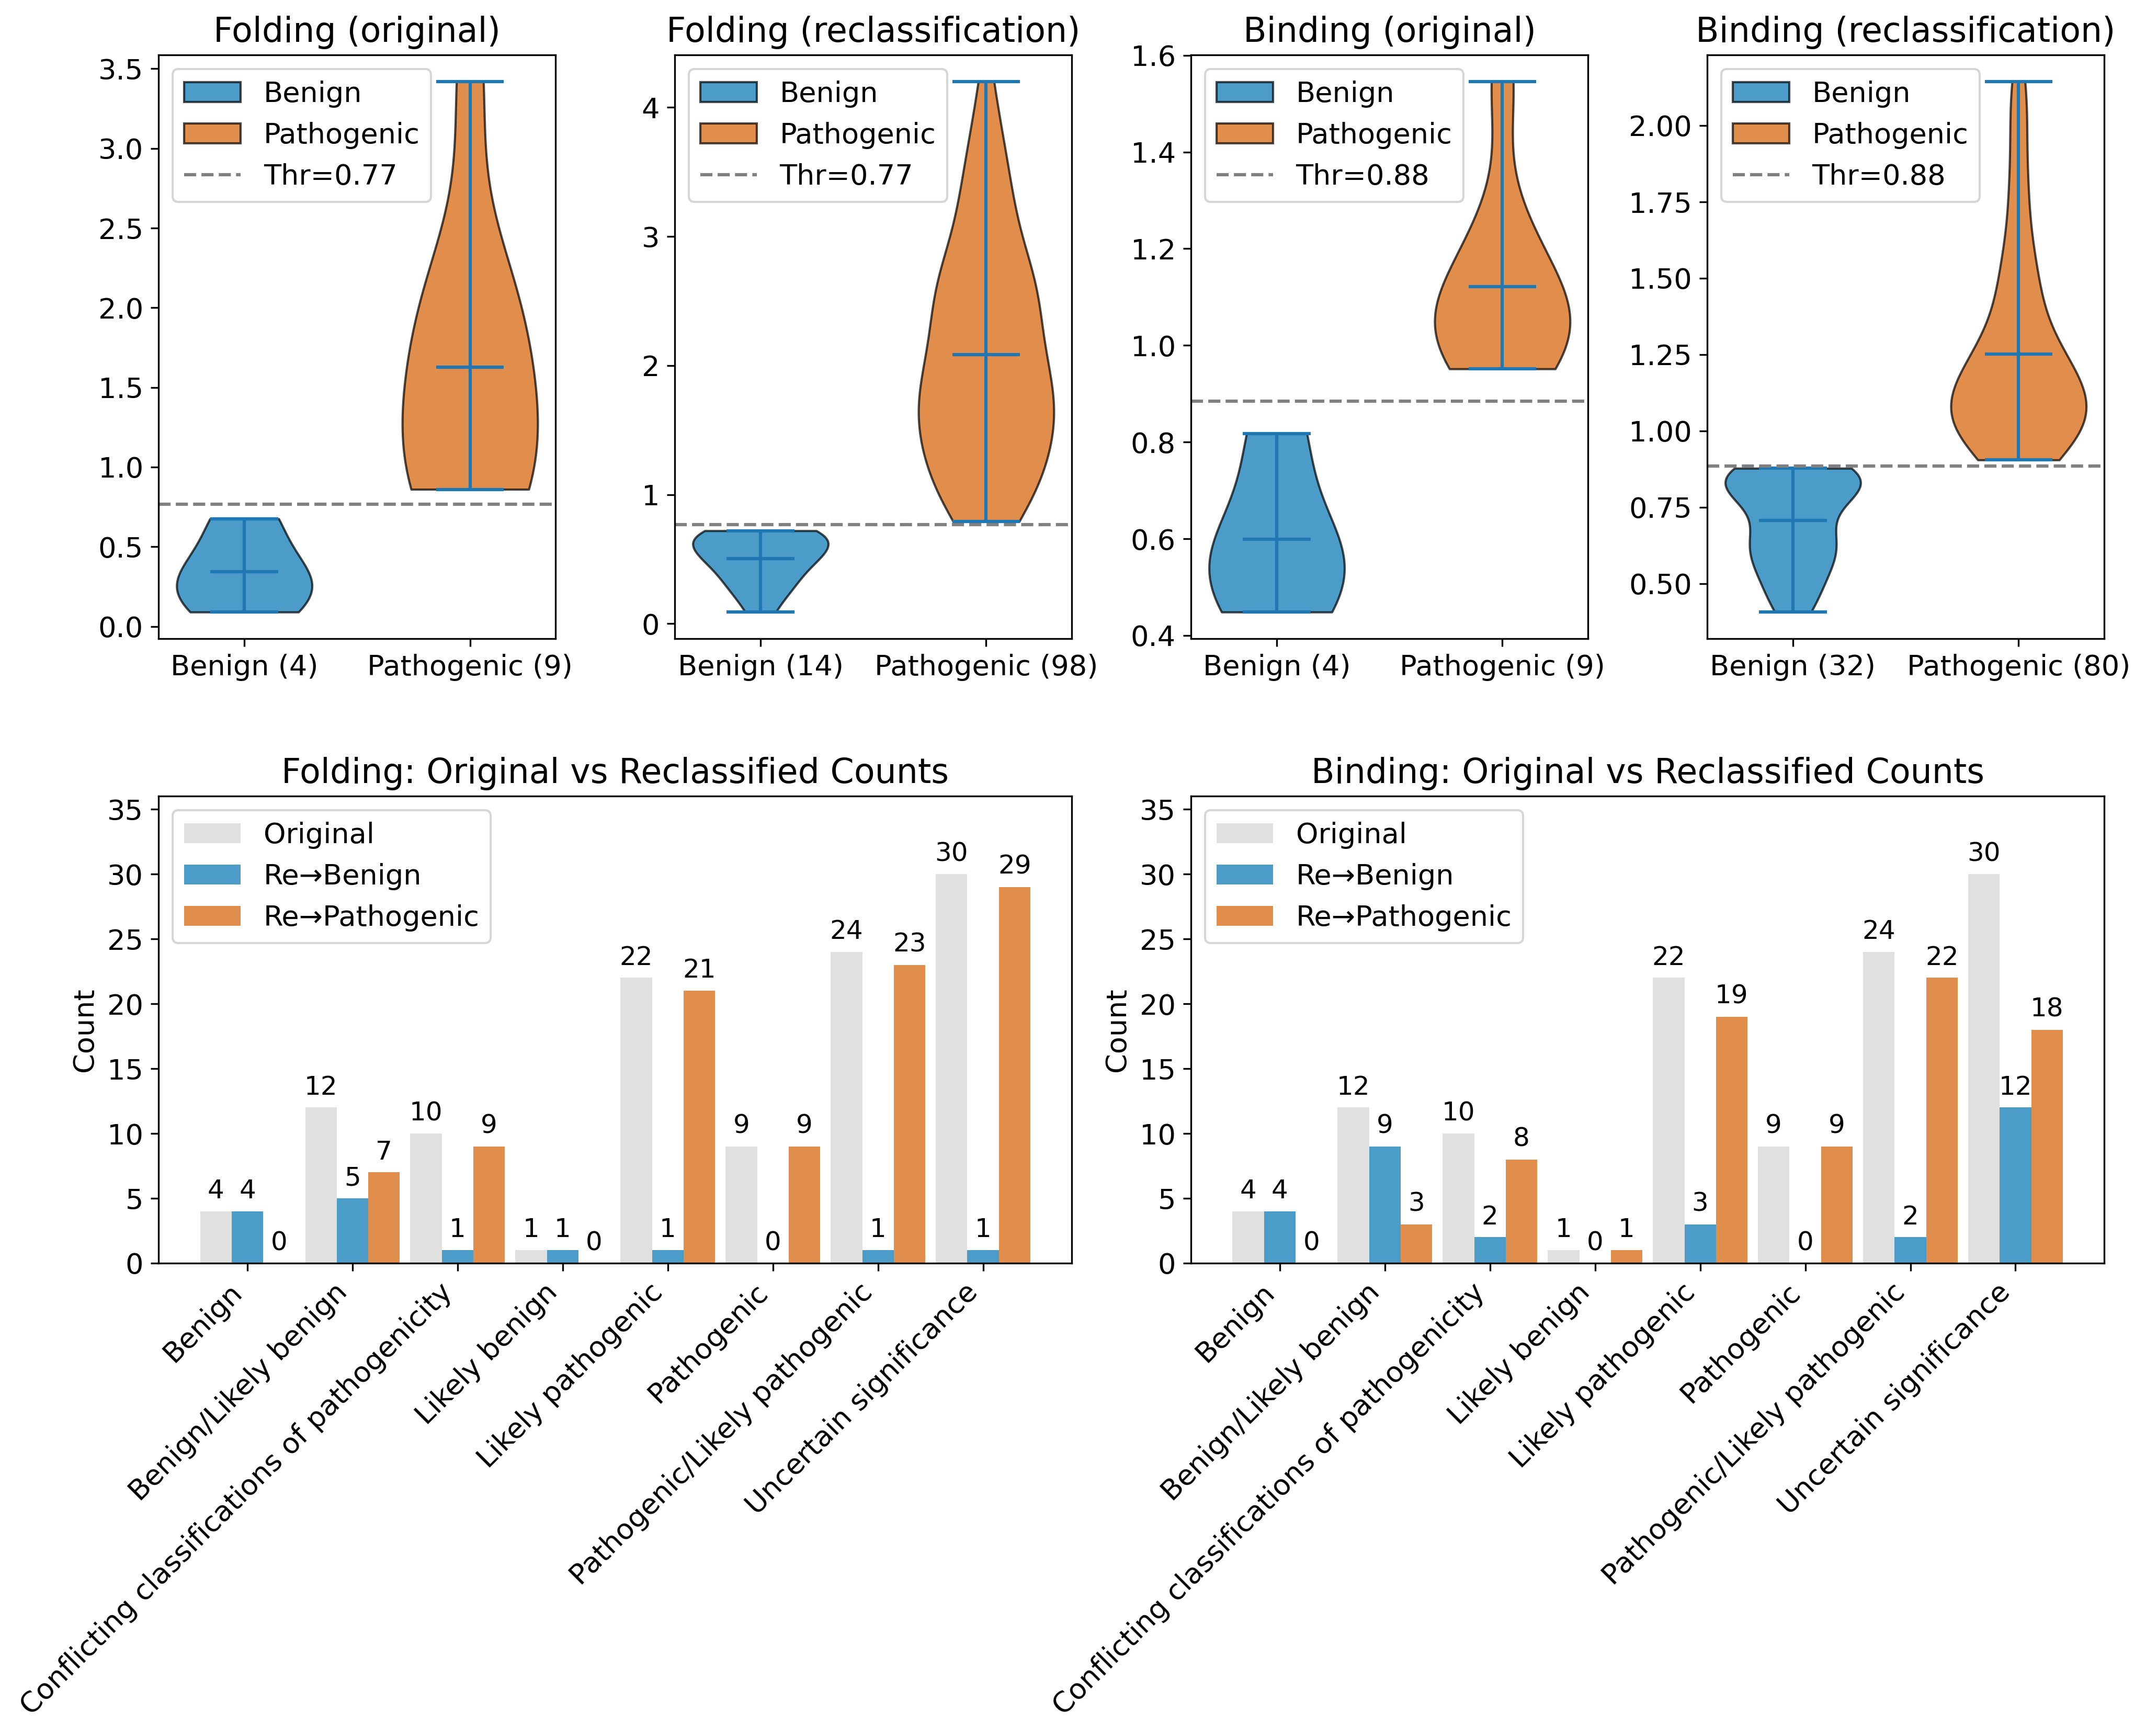 Folding (original)
3.5
3.0
2.5
2.0
1.5
1.0
0.5
0.0
Benign
Pathogenic
Thr=0.77
Benign (4)
Pathogenic (9)
Folding (reclassification)
4
3
2
1
0
Benign
Pathogenic
Thr=0.77
Benign (14)
Pathogenic (98)
Binding (original)
1.6
1.4
1.2
1.0
0.8
0.6
0.4
Benign
Pathogenic
Thr=0.88
Benign (4)
Pathogenic (9)
Binding (reclassification)
2.00
1.75
1.50
1.25
1.00
0.75
0.50
Benign
Pathogenic
Thr=0.88
Benign (32)
Pathogenic (80)
Folding: Original vs Reclassified Counts
Count
35
30
25
20
15
10
5
0
Original
Re→Benign
Re→Pathogenic
4
4
0
12
5
7
10
1
9
1
1
0
22
1
21
9
0
9
24
1
23
30
1
29
Benign
Benign/Likely benign
Conflicting classifications of pathogenicity
Likely benign
Likely pathogenic
Pathogenic
Pathogenic/Likely pathogenic
Uncertain significance
Binding: Original vs Reclassified Counts
Count
35
30
25
20
15
10
5
0
Original
Re→Benign
Re→Pathogenic
4
4
0
12
9
3
10
2
8
1
0
1
22
3
19
9
0
9
24
2
22
30
12
18
Benign
Benign/Likely benign
Conflicting classifications of pathogenicity
Likely benign
Likely pathogenic
Pathogenic
Pathogenic/Likely pathogenic
Uncertain significance